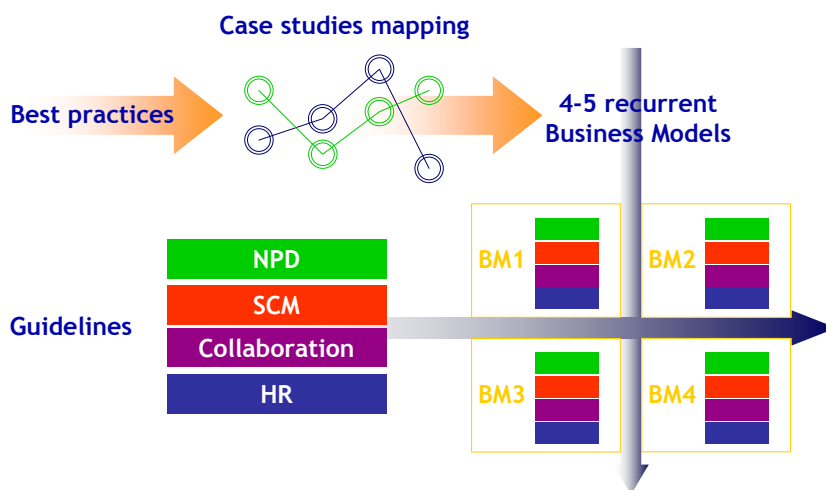 Case studies mapping
Best practices
4-5 recurrent
Business Models
NPD
SCM
Collaboration
HR
Guidelines
BM1
BM2
BM3
BM4